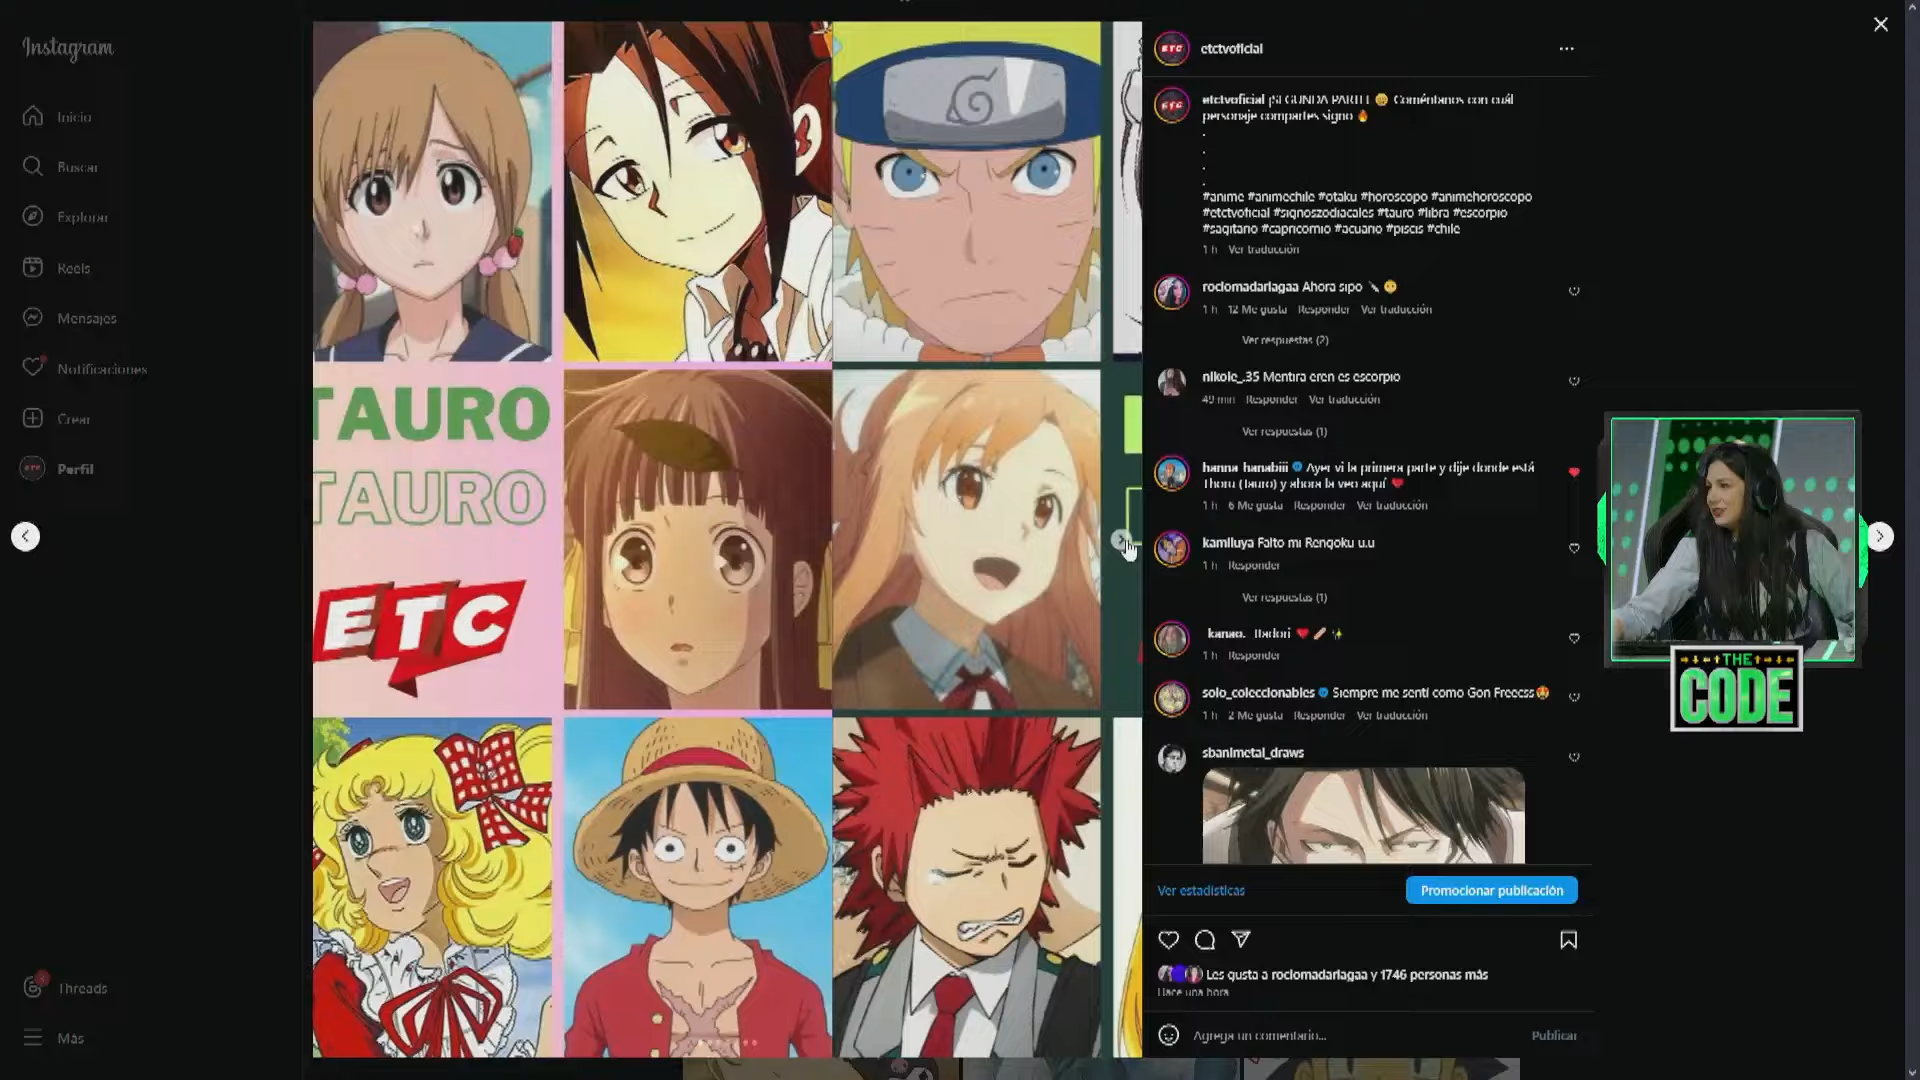 Instagram
Inicio
Buscar
Explorar
Reels
Mensajes
Notificaciones
Crear
Perfil
Threads
Más
TAURO
TAURO
ETC
etctvoficial
etctvoficial ¡SEGUNDA PARTE! Coméntanos con cuál
personaje compartes signo
.
.
.
.
#anime #animechile #otaku #horoscopo #animehoroscopo
#etctvoficial #signoszodiacales #tauro #libra #escorpio
#sagitario #capricornio #acuario #piscis #chile
1 h Ver traducción
rociomadariagaa Ahora sipo
1 h 12 Me gusta Responder Ver traducción
Ver respuestas (2)
nikole_.35 Mentira eren es escorpio
49 min Responder Ver traducción
Ver respuestas (1)
hanna_hanabiii Ayer vi la primera parte y dije donde está
Thoru (tauro) y ahora la veo aquí
1 h 6 Me gusta Responder Ver traducción
kamiluya Falto mi Rengoku u.u
1 h Responder
Ver respuestas (1)
_kanao._ Itadori
1 h Responder
solo_coleccionables Siempre me sentí como Gon Freecss
1 h 2 Me gusta Responder Ver traducción
sbanimetal_draws
Ver estadísticas
Promocionar publicación
Les gusta a rociomadariagaa y 1746 personas más
Hace una hora
Agrega un comentario...
Publicar
THE
CODE